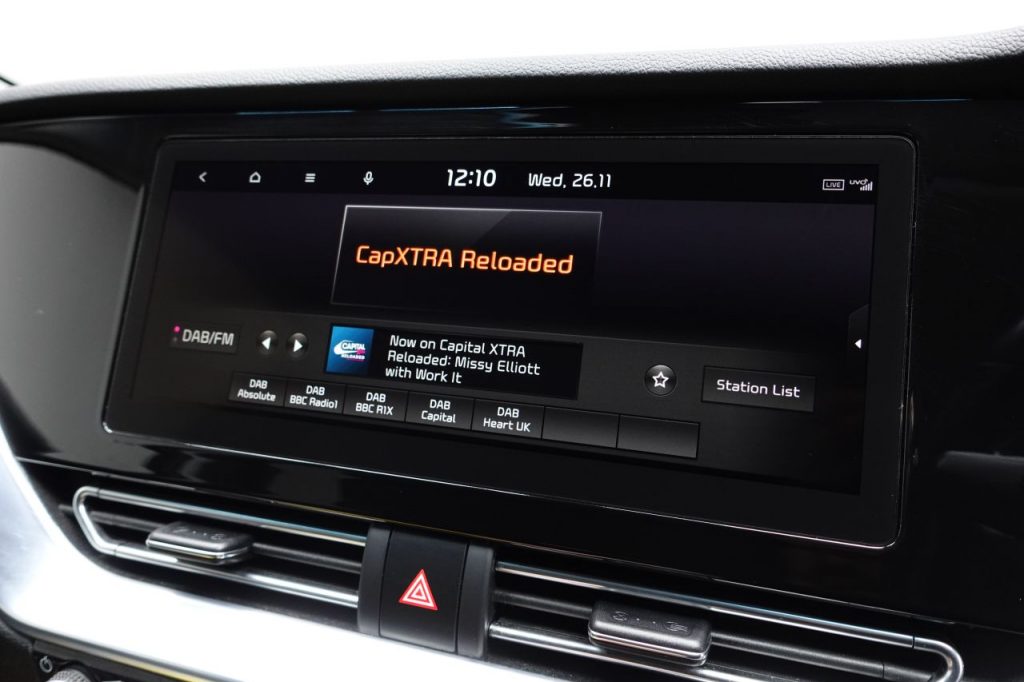 12:10 Wed, 26.11 LIVE UVO
CapXTRA Reloaded
DAB/FM
CAPITAL
RELOADED
Now on Capital XTRA
Reloaded: Missy Elliott
with Work It
Station List
DAB
Absolute
DAB
BBC Radio1
DAB
BBC R1X
DAB
Capital
DAB
Heart UK